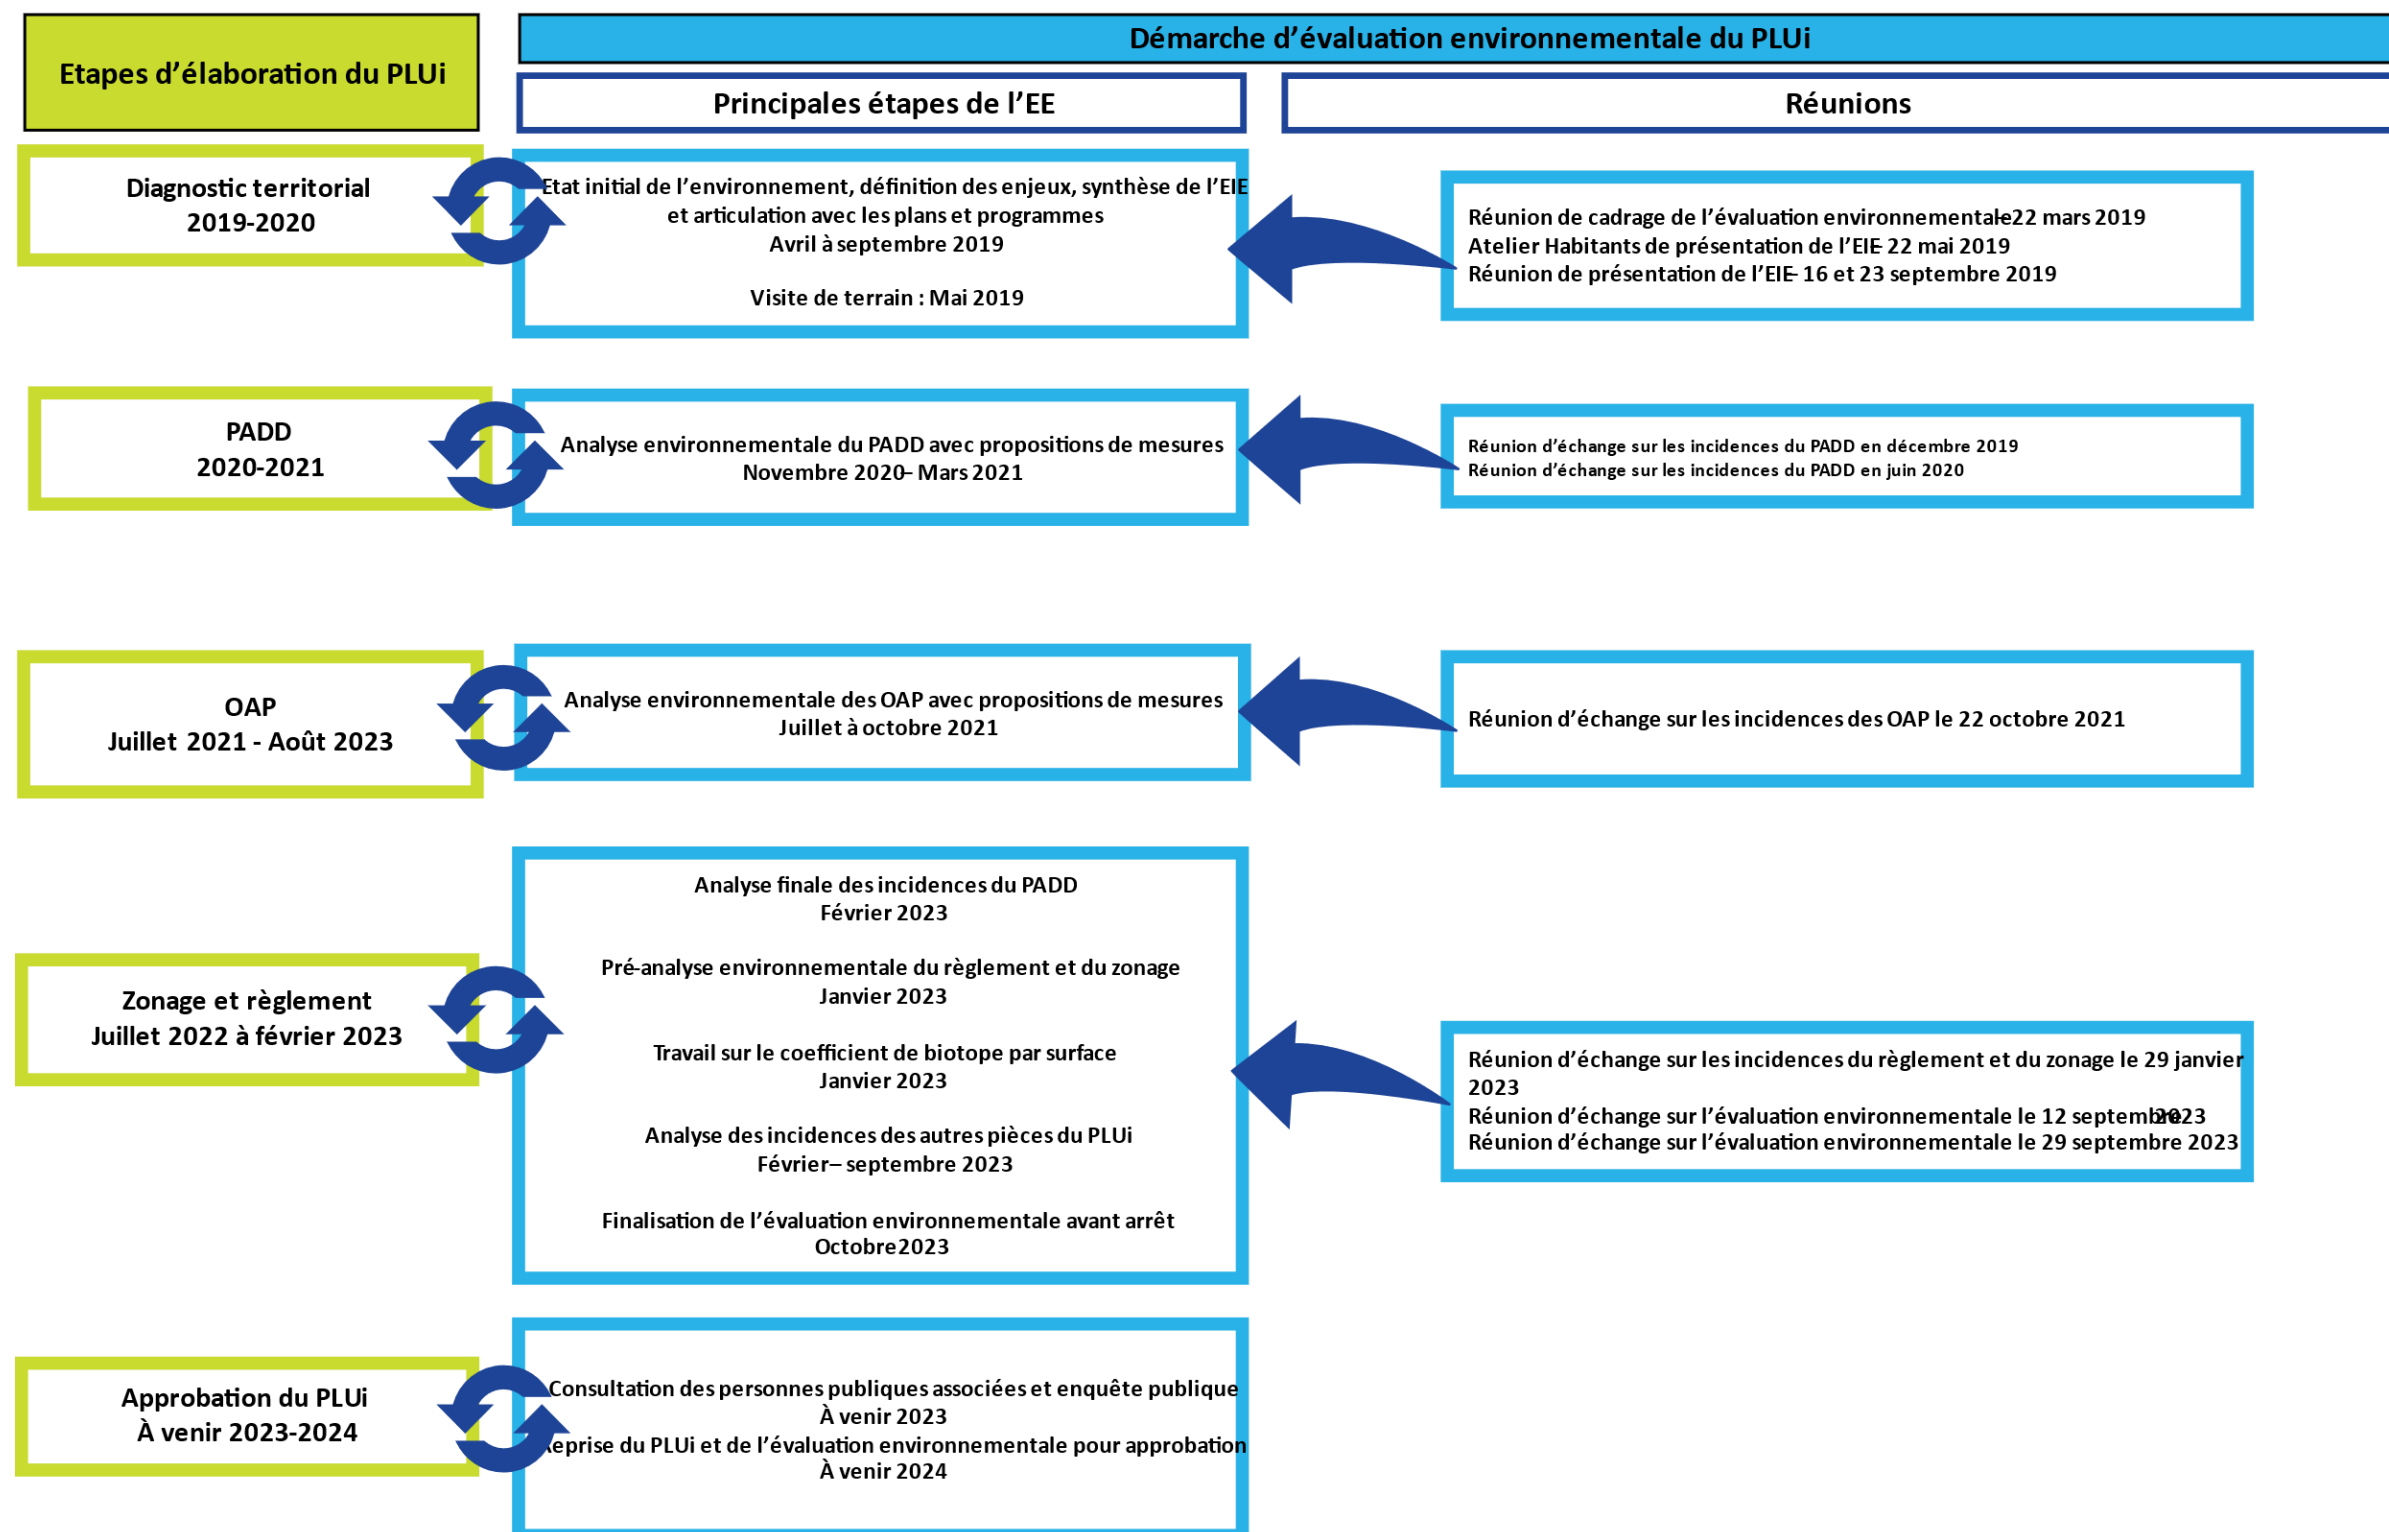 Etapes d’élaboration du PLUi
Démarche d’évaluation environnementale du PLUi
Principales étapes de l’EE
Réunions
Diagnostic territorial
2019-2020
Etat initial de l’environnement, définition des enjeux, synthèse de l’EIE
et articulation avec les plans et programmes
Avril à septembre 2019
Visite de terrain : Mai 2019
Réunion de cadrage de l’évaluation environnementale – 22 mars 2019
Atelier Habitants de présentation de l’EIE – 22 mai 2019
Réunion de présentation de l’EIE – 16 et 23 septembre 2019
PADD
2020-2021
Analyse environnementale du PADD avec propositions de mesures
Novembre 2020 – Mars 2021
Réunion d’échange sur les incidences du PADD en décembre 2019
Réunion d’échange sur les incidences du PADD en juin 2020
OAP
Juillet 2021 - Août 2023
Analyse environnementale des OAP avec propositions de mesures
Juillet à octobre 2021
Réunion d’échange sur les incidences des OAP le 22 octobre 2021
Zonage et règlement
Juillet 2022 à février 2023
Analyse finale des incidences du PADD
Février 2023
Pré-analyse environnementale du règlement et du zonage
Janvier 2023
Travail sur le coefficient de biotope par surface
Janvier 2023
Analyse des incidences des autres pièces du PLUi
Février – septembre 2023
Finalisation de l’évaluation environnementale avant arrêt
Octobre 2023
Réunion d’échange sur les incidences du règlement et du zonage le 29 janvier
2023
Réunion d’échange sur l’évaluation environnementale le 12 septembre 2023
Réunion d’échange sur l’évaluation environnementale le 29 septembre 2023
Approbation du PLUi
À venir 2023-2024
Consultation des personnes publiques associées et enquête publique
À venir 2023
Reprise du PLUi et de l’évaluation environnementale pour approbation
À venir 2024